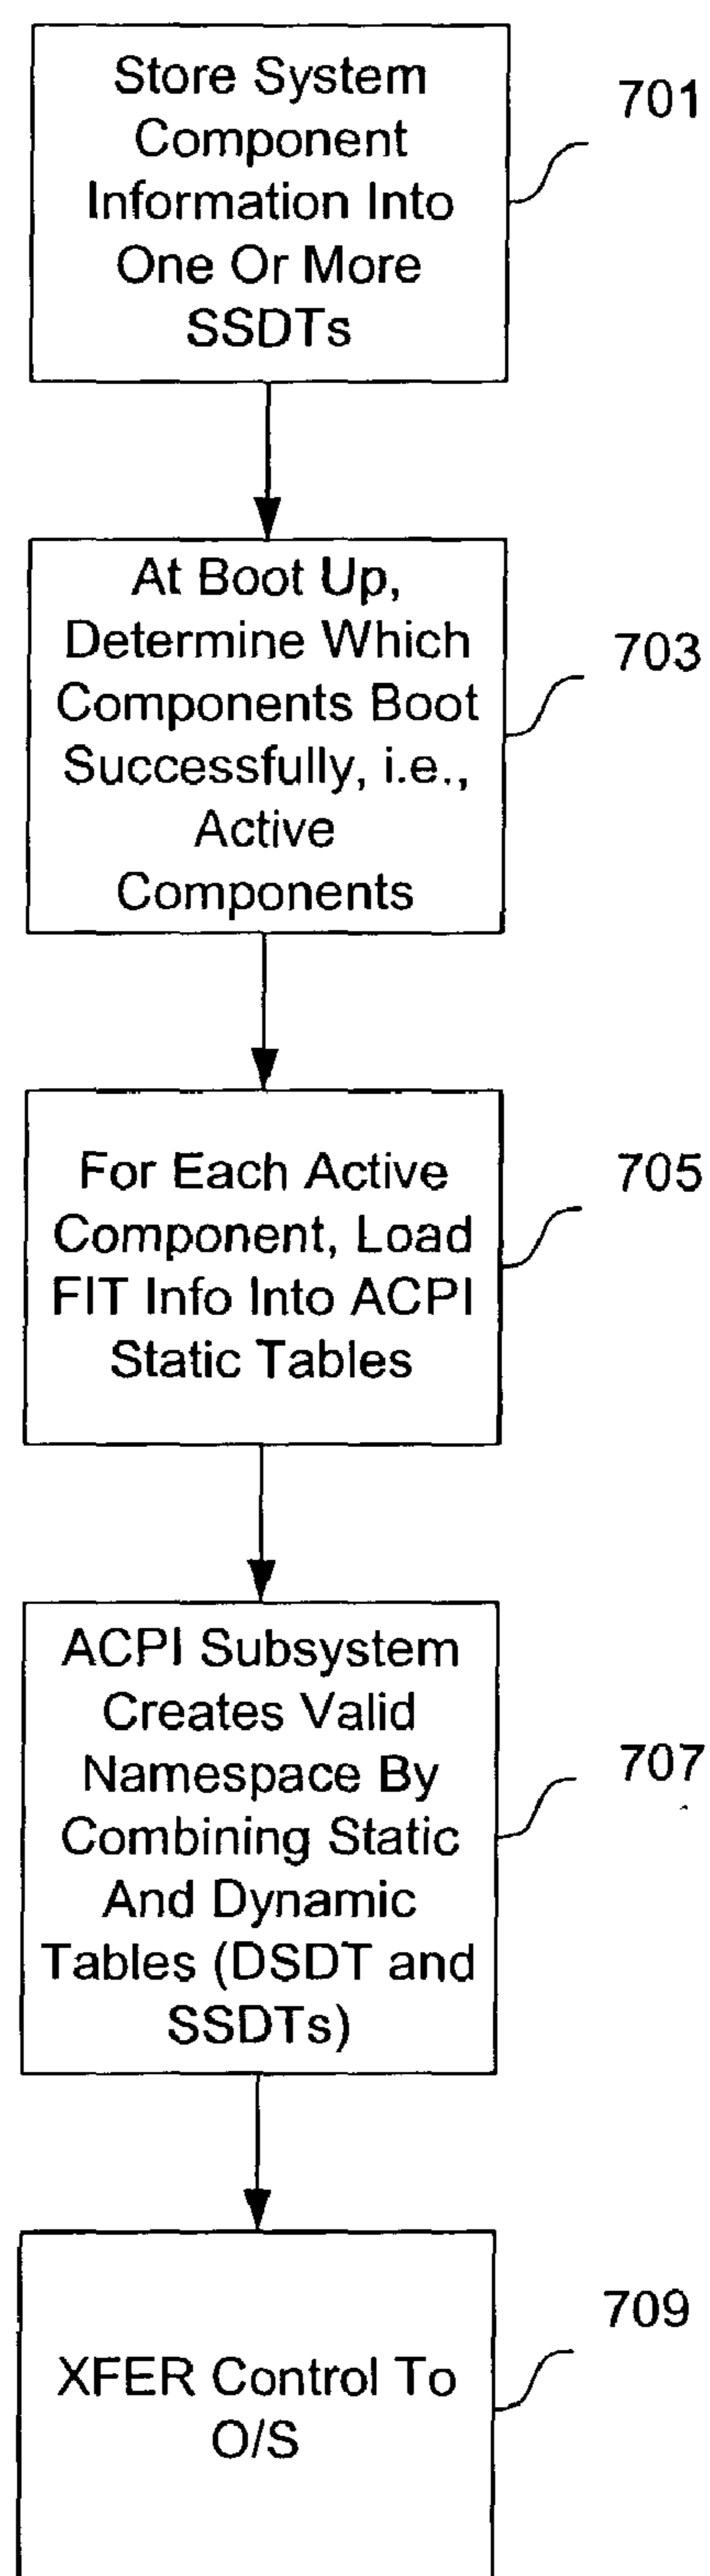 Store System
Component
Information Into
One Or More
SSDTs
701
At Boot Up,
Determine Which
Components Boot
Successfully, i.e.,
Active
Components
703
For Each Active
Component, Load
FIT Info Into ACPI
Static Tables
705
ACPI Subsystem
Creates Valid
Namespace By
Combining Static
And Dynamic
Tables (DSDT and
SSDTs)
707
XFER Control To
O/S
709